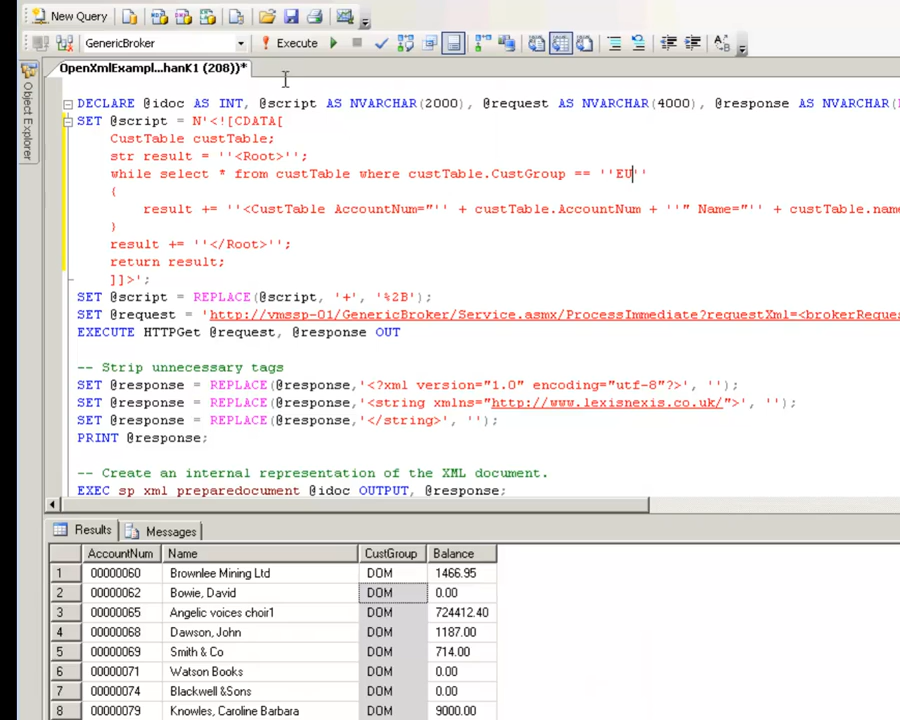 New Query
GenericBroker Execute
OpenXmlExampl...hanK1 (208))*
Object Explorer
DECLARE @idoc AS INT, @script AS NVARCHAR(2000), @request AS NVARCHAR(4000), @response AS NVARCHAR(
SET @script = N'<![CDATA[
CustTable custTable;
str result = ''<Root>'';
while select * from custTable where custTable.CustGroup == ''EU''
{
result += ''<CustTable AccountNum="'' + custTable.AccountNum + ''" Name="'' + custTable.name
}
result += ''</Root>'';
return result;
]]>';
SET @script = REPLACE(@script, '+', '%2B');
SET @request = 'http://vmssp-01/GenericBroker/Service.asmx/ProcessImmediate?requestXml=<brokerReque
EXECUTE HTTPGet @request, @response OUT
-- Strip unnecessary tags
SET @response = REPLACE(@response,'<?xml version="1.0" encoding="utf-8"?>', '');
SET @response = REPLACE(@response,'<string xmlns="http://www.lexisnexis.co.uk/">', '');
SET @response = REPLACE(@response,'</string>', '');
PRINT @response;
-- Create an internal representation of the XML document.
EXEC sp xml preparedocument @idoc OUTPUT, @response;
Results Messages
AccountNum Name CustGroup Balance
1 00000060 Brownlee Mining Ltd DOM 1466.95
2 00000062 Bowie, David DOM 0.00
3 00000065 Angelic voices choir1 DOM 724412.40
4 00000068 Dawson, John DOM 1187.00
5 00000069 Smith & Co DOM 714.00
6 00000071 Watson Books DOM 0.00
7 00000074 Blackwell &Sons DOM 0.00
8 00000079 Knowles, Caroline Barbara DOM 9000.00